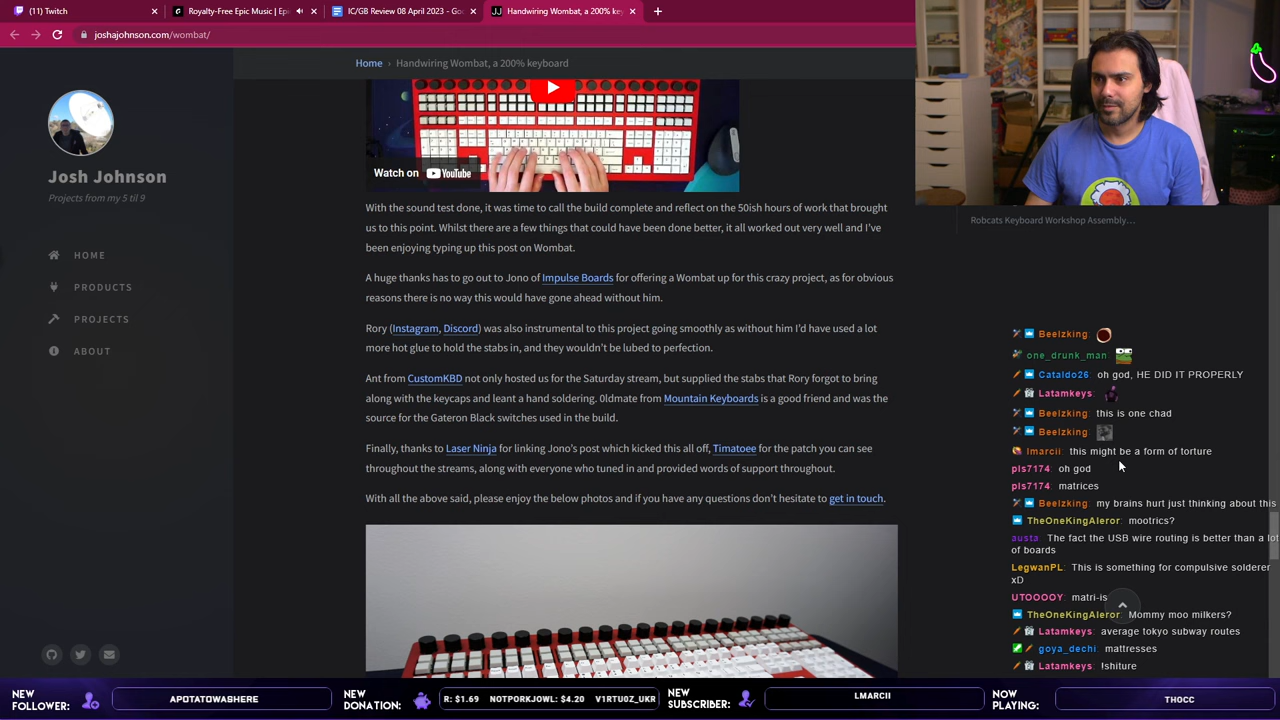 (11) Twitch
Royalty-Free Epic Music | Epi
IC/GB Review 08 April 2023 - Goo
Handwiring Wombat, a 200% key
joshajohnson.com/wombat/
Home
Handwiring Wombat, a 200% keyboard
Watch on YouTube
Josh Johnson
Projects from my 5 til 9
HOME
PRODUCTS
PROJECTS
ABOUT
With the sound test done, it was time to call the build complete and reflect on the 50ish hours of work that brought
us to this point. Whilst there are a few things that could have been done better, it all worked out very well and I've
been enjoying typing up this post on Wombat.
A huge thanks has to go out to Jono of Impulse Boards for offering a Wombat up for this crazy project, as for obvious
reasons there is no way this would have gone ahead without him.
Rory (Instagram, Discord) was also instrumental to this project going smoothly as without him I'd have used a lot
more hot glue to hold the stabs in, and they wouldn't be lubed to perfection.
Ant from CustomKBD not only hosted us for the Saturday stream, but supplied the stabs that Rory forgot to bring
along with the keycaps and leant a hand soldering. 0ldmate from Mountain Keyboards is a good friend and was the
source for the Gateron Black switches used in the build.
Finally, thanks to Laser Ninja for linking Jono's post which kicked this all off, Timatoee for the patch you can see
throughout the streams, along with everyone who tuned in and provided words of support throughout.
With all the above said, please enjoy the below photos and if you have any questions don't hesitate to get in touch.
Robcats Keyboard Workshop Assembly…
Beelzking
one_drunk_man
Cataldo26 oh god, HE DID IT PROPERLY
Latamkeys
Beelzking this is one chad
Beelzking
lmarcii this might be a form of torture
pls7174 oh god
pls7174 matrices
Beelzking my brains hurt just thinking about this
TheOneKingAleror mootrics?
austa The fact the USB wire routing is better than a lot
of boards
LegwanPL This is something for compulsive solderer
xD
UTOOOOY matri-is
TheOneKingAleror Mommy moo milkers?
Latamkeys average tokyo subway routes
goya_dechi mattresses
Latamkeys !shiture
NEW
FOLLOWER:
AP0TATOWASHERE
NEW
DONATION:
R: $1.69 NOTPORKJOWL: $4.20 V1RTU0Z_UKR
NEW
SUBSCRIBER:
LMARCII
NOW
PLAYING:
THOCC